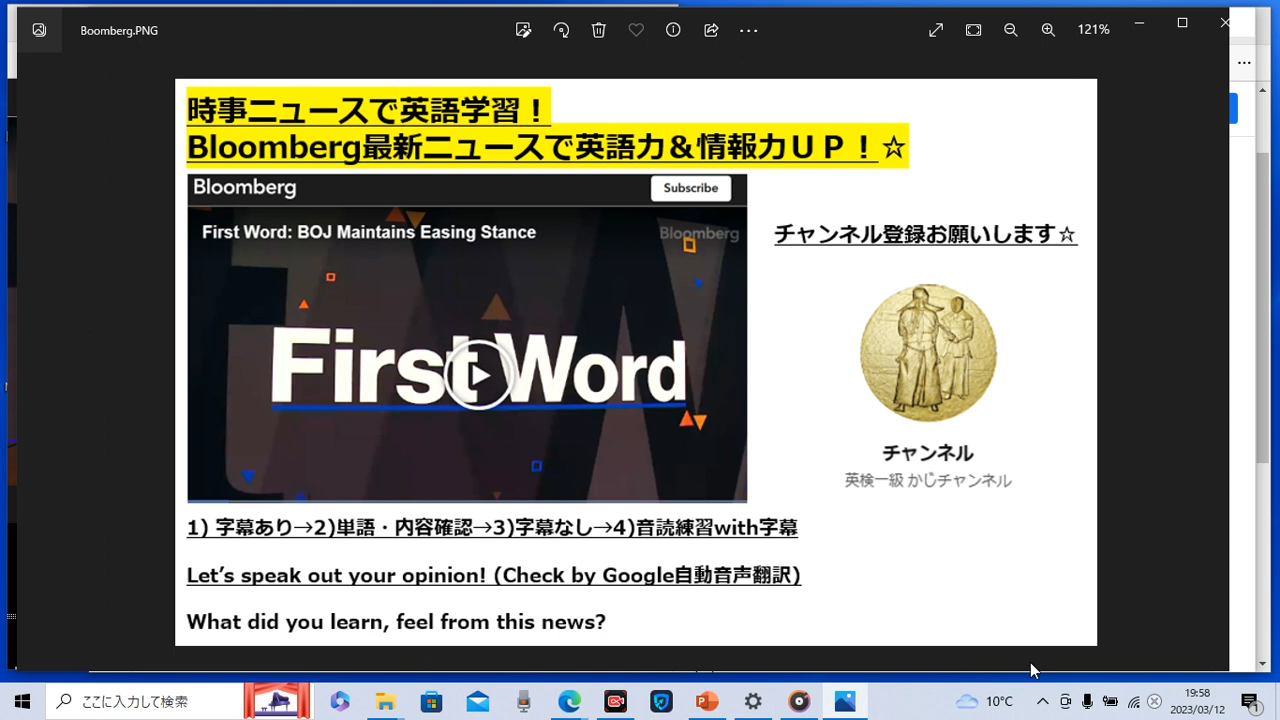 Boomberg.PNG
121%
時事ニュースで英語学習！
Bloomberg最新ニュースで英語力＆情報力ＵＰ！☆
Bloomberg
Subscribe
First Word: BOJ Maintains Easing Stance
Bloomberg
First Word
チャンネル登録お願いします☆
チャンネル
英検一級 かじチャンネル
1) 字幕あり→2)単語・内容確認→3)字幕なし→4)音読練習with字幕
Let’s speak out your opinion! (Check by Google自動音声翻訳)
What did you learn, feel from this news?
ここに入力して検索
10°C
19:58
2023/03/12
1